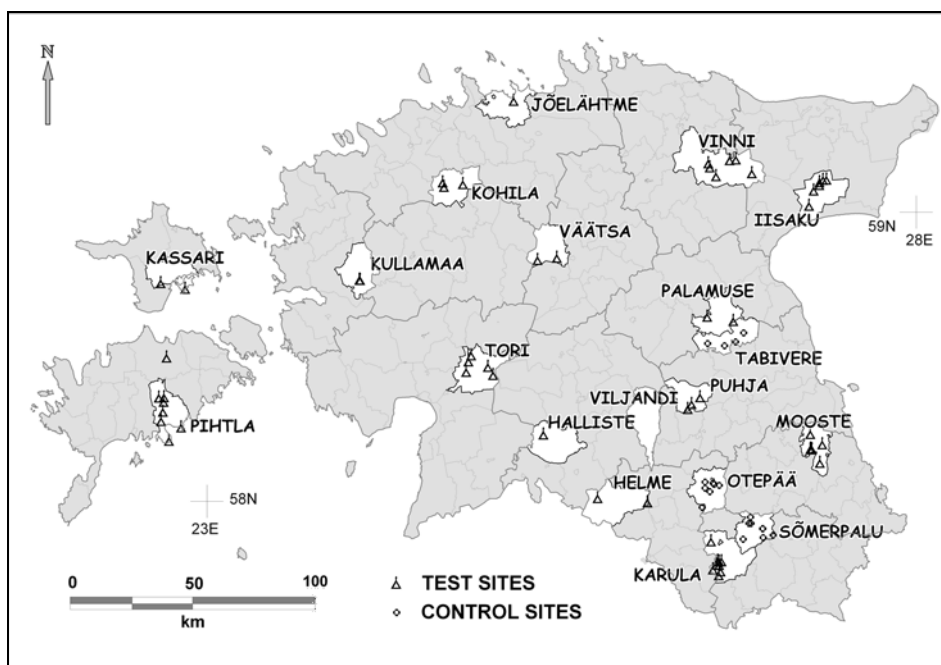 N
JÕELÄHTME
VINNI
KOHILA
IISAKU
59N
28E
VÄÄTSA
KASSARI
KULLAMAA
PALAMUSE
TORI
TABIVERE
VILJANDI
PUHJA
PIHTLA
HALLISTE
MOOSTE
HELME
OTEPÄÄ
58N
23E
SÕMERPALU
KARULA
0 50 100
km
TEST SITES
CONTROL SITES